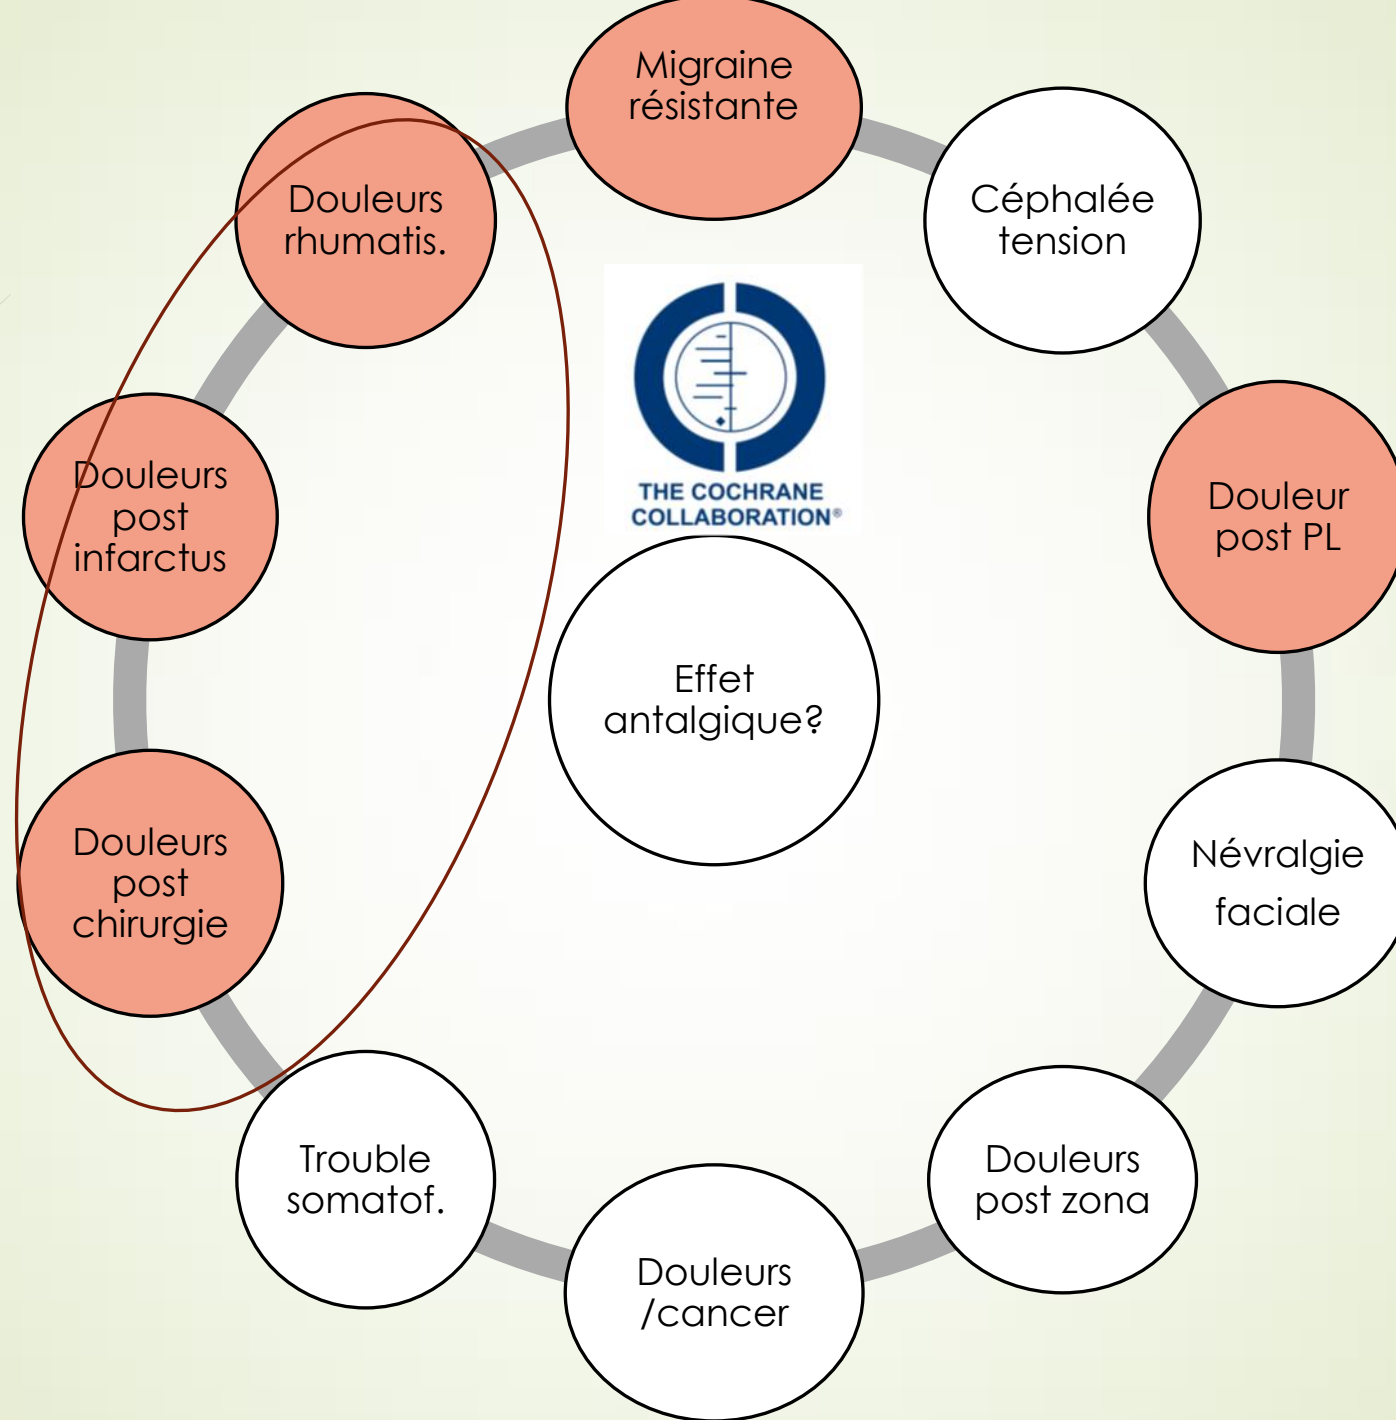 Migraine
résistante
Céphalée
tension
Douleur
post PL
Névralgie
faciale
Douleurs
post zona
Douleurs
/cancer
Trouble
somatof.
Douleurs
post
chirurgie
Douleurs
post
infarctus
Douleurs
rhumatis.
THE COCHRANE
COLLABORATION®
Effet
antalgique?